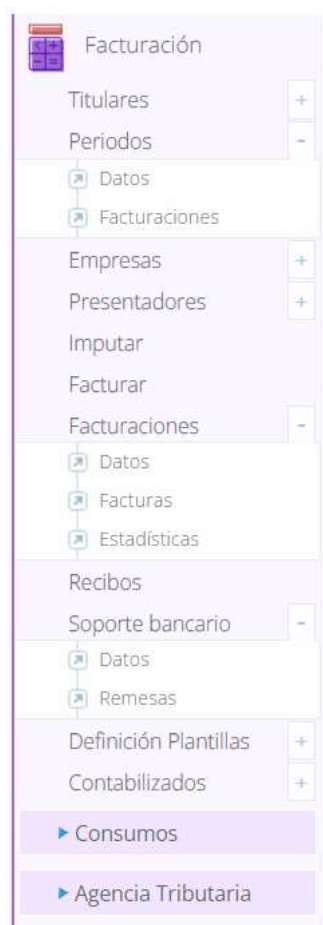 Facturación
Titulares +
Periodos -
Datos
Facturaciones
Empresas +
Presentadores +
Imputar
Facturar
Facturaciones -
Datos
Facturas
Estadísticas
Recibos
Soporte bancario -
Datos
Remesas
Definición Plantillas +
Contabilizados +
Consumos
Agencia Tributaria